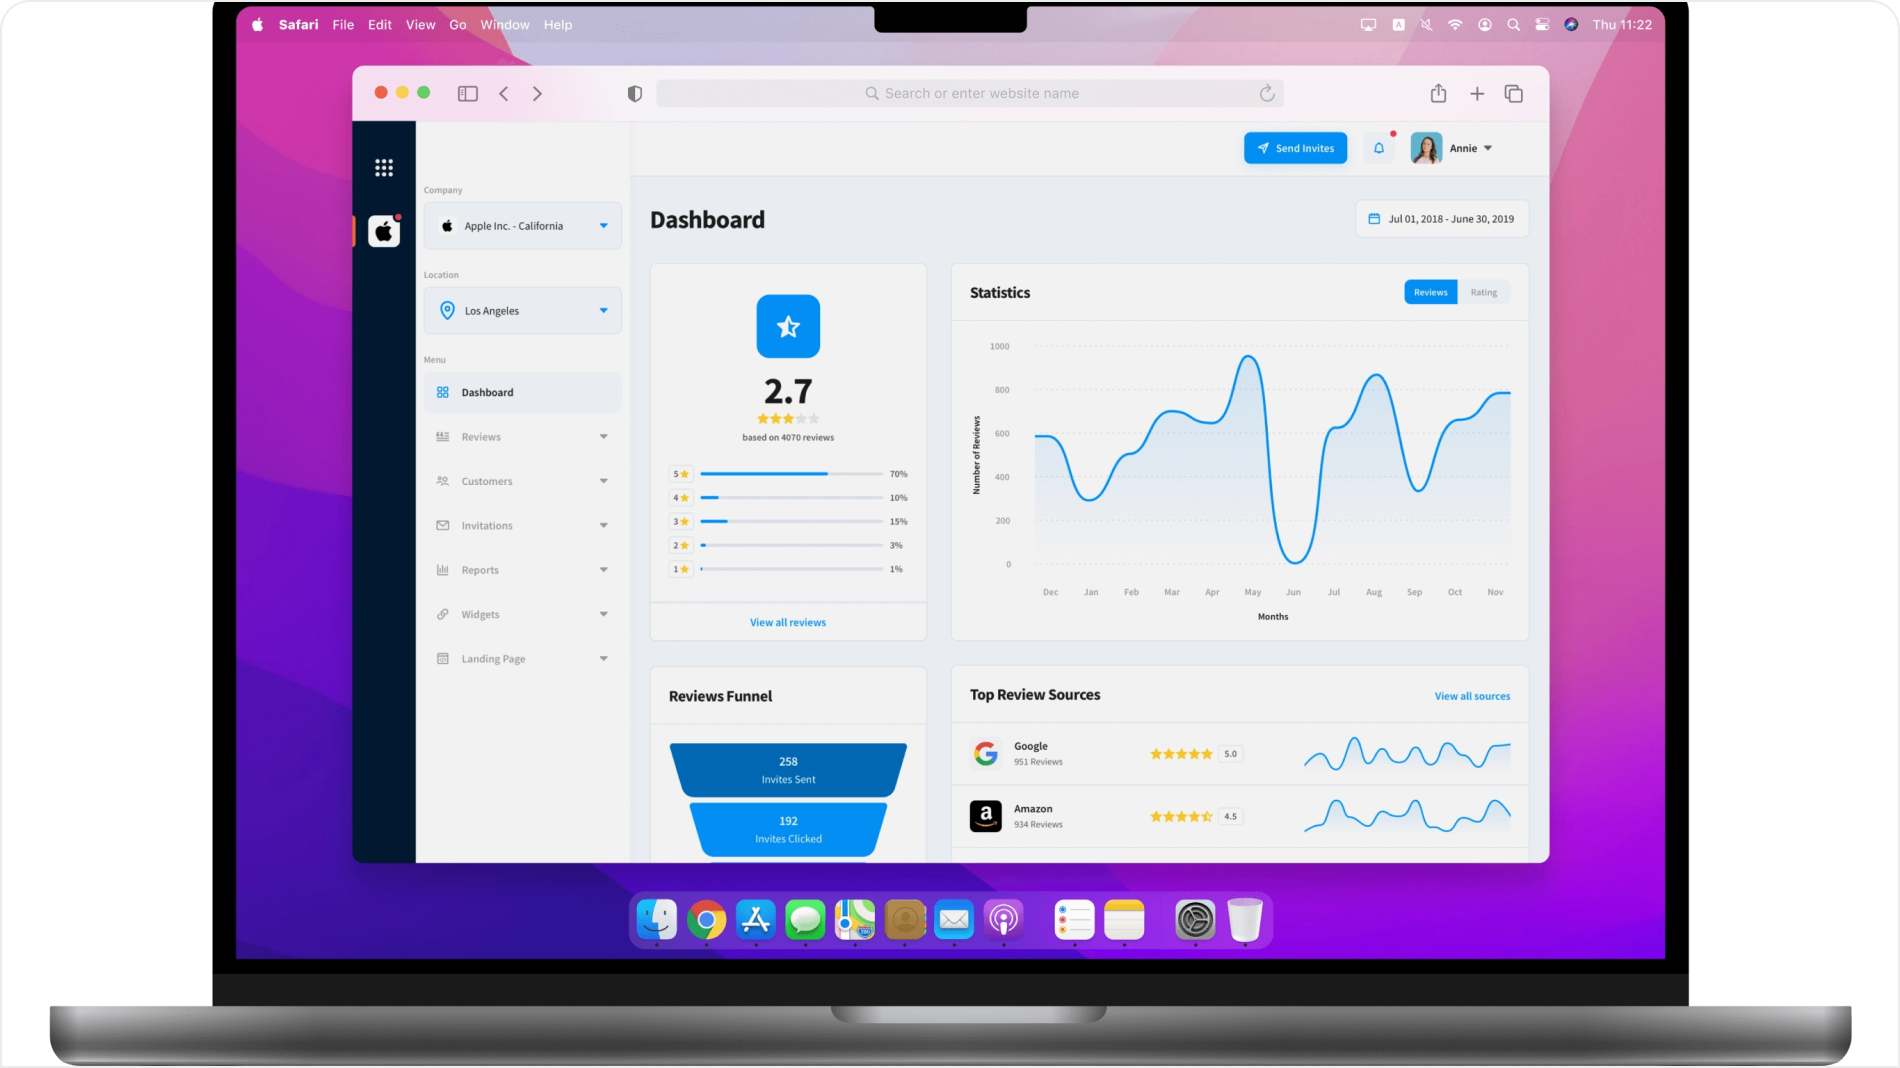 Safari File Edit View Go Window Help
A
Thu 11:22
Search or enter website name
Send Invites
Annie
Company
Apple Inc. - California
Location
Los Angeles
Menu
Dashboard
Reviews
Customers
Invitations
Reports
Widgets
Landing Page
Dashboard
Jul 01, 2018 - June 30, 2019
2.7
based on 4070 reviews
5 70%
4 10%
3 15%
2 3%
1 1%
View all reviews
Statistics
Reviews Rating
Number of Reviews
1000
800
600
400
200
0
Dec Jan Feb Mar Apr May Jun Jul Aug Sep Oct Nov
Months
Reviews Funnel
258
Invites Sent
192
Invites Clicked
Top Review Sources
View all sources
Google
951 Reviews
5.0
a
Amazon
934 Reviews
4.5
280